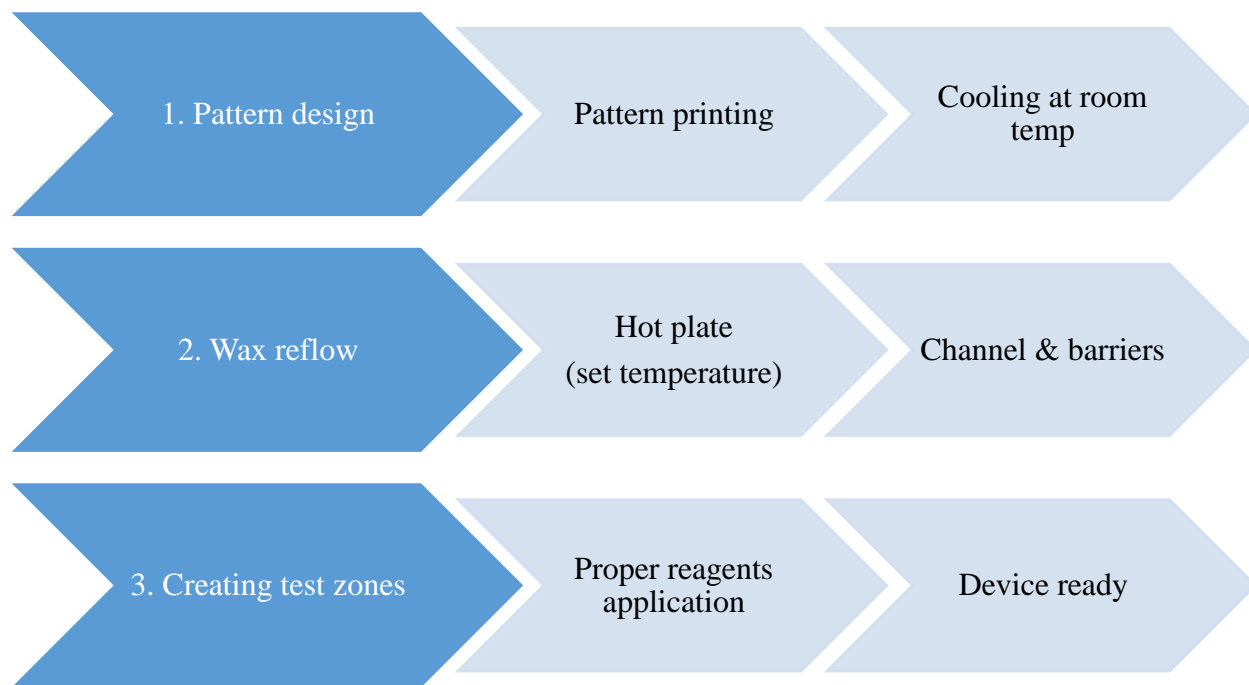 1. Pattern design
Pattern printing
Cooling at room
temp
2. Wax reflow
Hot plate
(set temperature)
Channel & barriers
3. Creating test zones
Proper reagents
application
Device ready